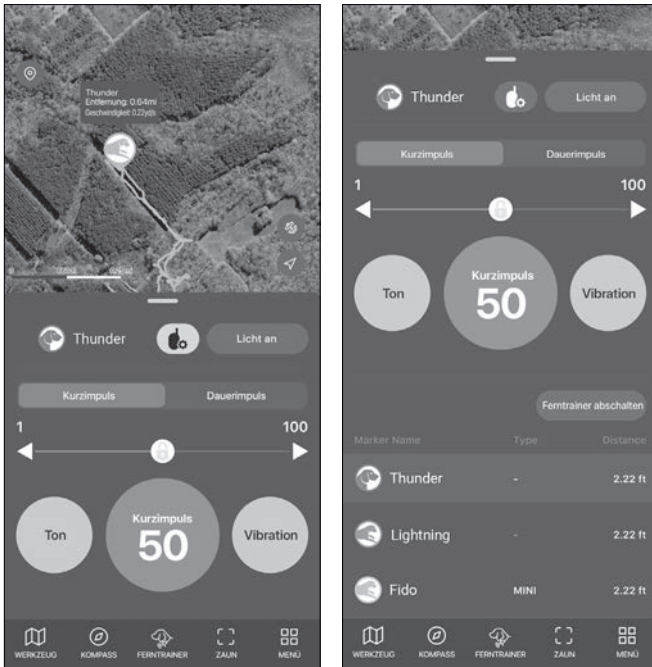 Thunder
Entfernung: 0.64mi
Geschwindigkeit: 0.22yd/h
Thunder
Licht an
Kurzimpuls
Dauerimpuls
1
100
Ton
Kurzimpuls
50
Vibration
WERKZEUG
KOMPASS
FERNTRAINER
ZAUN
MENÜ
Thunder
Licht an
Kurzimpuls
Dauerimpuls
1
100
Ton
Kurzimpuls
50
Vibration
Ferntrainer abschalten
Marker Name Type Distance
Thunder - 2.22 ft
Lightning - 2.22 ft
Fido MINI 2.22 ft
WERKZEUG
KOMPASS
FERNTRAINER
ZAUN
MENÜ